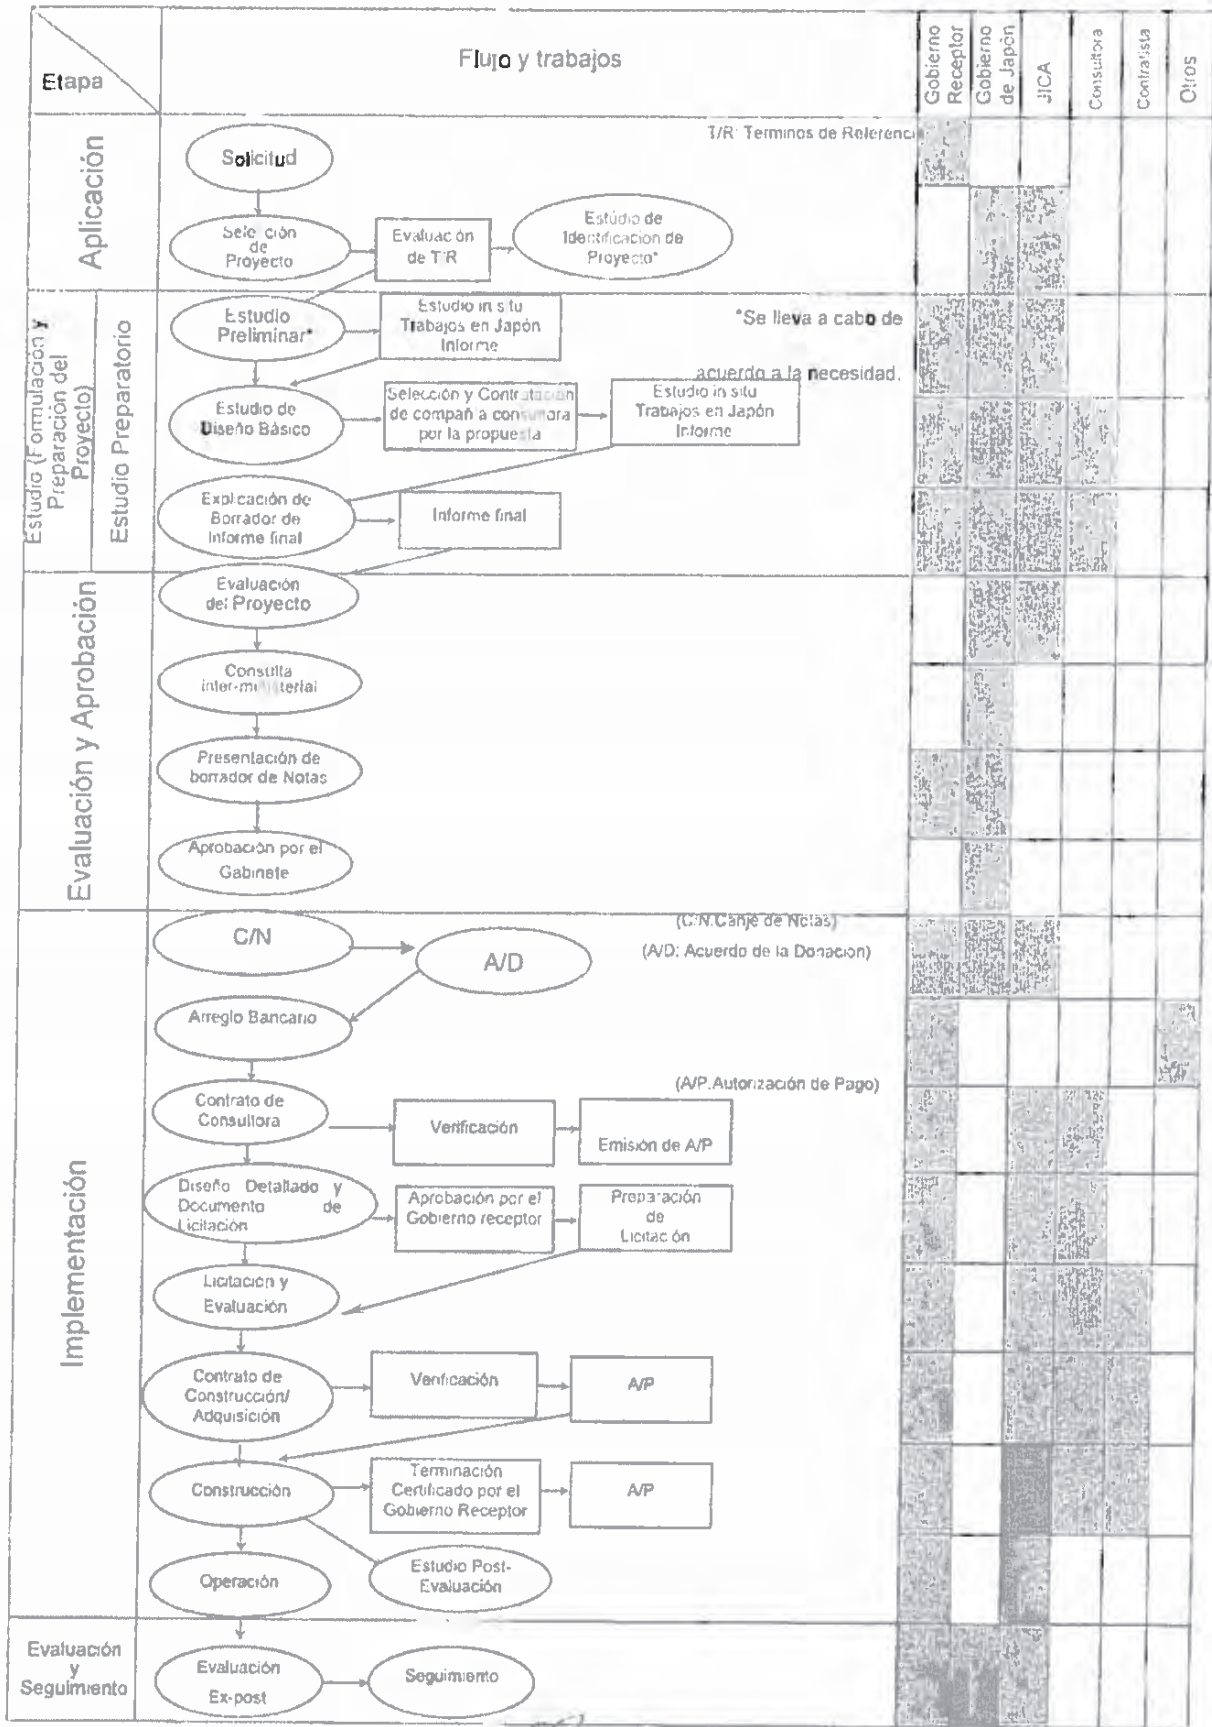 Etapa
Flujo y trabajos
Gobierno
Receptor
Gobierno
de Japón
JICA
Consultora
Contratista
Otros
Aplicación
T/R: Terminos de Referenci
Solicitud
Selección
de
Proyecto
Evaluación
de T/R
Estudio de
Identificacion de
Proyecto*
Estudio (Formulación y
Preparación del
Proyecto)
Estudio Preparatorio
Estudio
Preliminar*
Estudio in situ
Trabajos en Japón
Informe
*Se lleva a cabo de
acuerdo a la necesidad.
Estudio de
Diseño Básico
Selección y Contratación
de compañía consultora
por la propuesta
Estudio in situ
Trabajos en Japón
Informe
Explicación de
Borrador de
Informe final
Informe final
Evaluación y Aprobación
Evaluación
del Proyecto
Consulta
inter-ministerial
Presentación de
borrador de Notas
Aprobación por el
Gabinete
Implementación
C/N
(C/N:Canje de Notas)
A/D
(A/D: Acuerdo de la Donacion)
Arreglo Bancario
(A/P:Autorización de Pago)
Contrato de
Consultora
Verificación
Emisión de A/P
Diseño Detallado y
Documento de
Licitación
Aprobación por el
Gobierno receptor
Preparación
de
Licitación
Licitación y
Evaluación
Contrato de
Construcción/
Adquisición
Verificación
A/P
Construcción
Terminación
Certificado por el
Gobierno Receptor
A/P
Operación
Estudio Post-
Evaluación
Evaluación
y
Seguimiento
Evaluación
Ex-post
Seguimiento